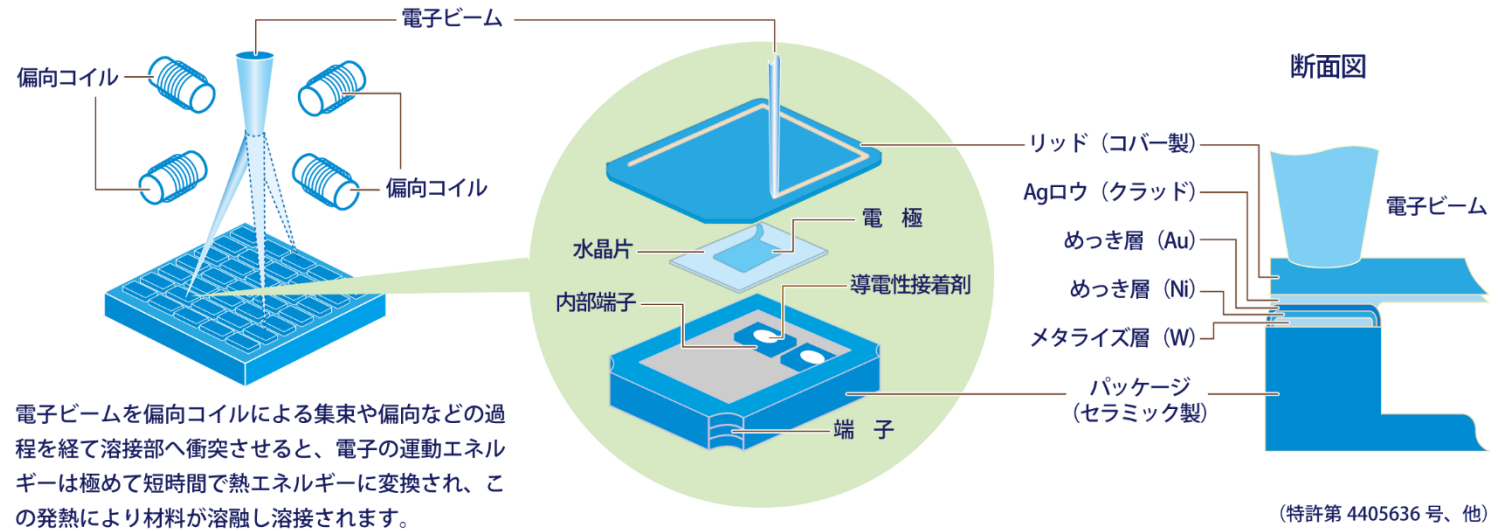 電子ビーム
偏向コイル
偏向コイル
電子ビームを偏向コイルによる集束や偏向などの過
程を経て溶接部へ衝突させると、電子の運動エネル
ギーは極めて短時間で熱エネルギーに変換され、こ
の発熱により材料が溶融し溶接されます。
水晶片
電 極
内部端子
導電性接着剤
端 子
断面図
リッド（コバー製）
Agロウ（クラッド）
めっき層（Au）
めっき層（Ni）
メタライズ層（W）
パッケージ
（セラミック製）
電子ビーム
（特許第 4405636 号、他）